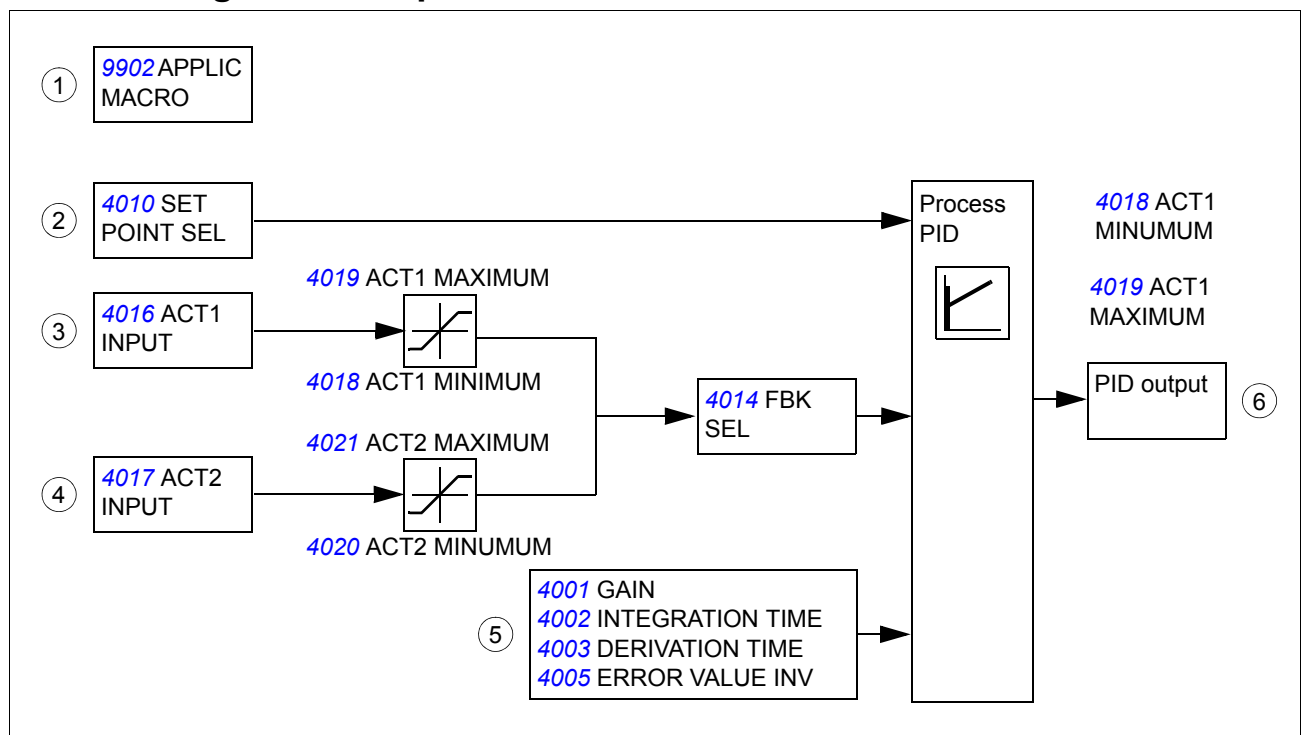 1
9902 APPLIC
MACRO
2
4010 SET
POINT SEL
Process
PID
4018 ACT1
MINUMUM
4019 ACT1
MAXIMUM
4019 ACT1 MAXIMUM
3
4016 ACT1
INPUT
4018 ACT1 MINIMUM
4014 FBK
SEL
PID output
6
4021 ACT2 MAXIMUM
4
4017 ACT2
INPUT
4020 ACT2 MINUMUM
5
4001 GAIN
4002 INTEGRATION TIME
4003 DERIVATION TIME
4005 ERROR VALUE INV